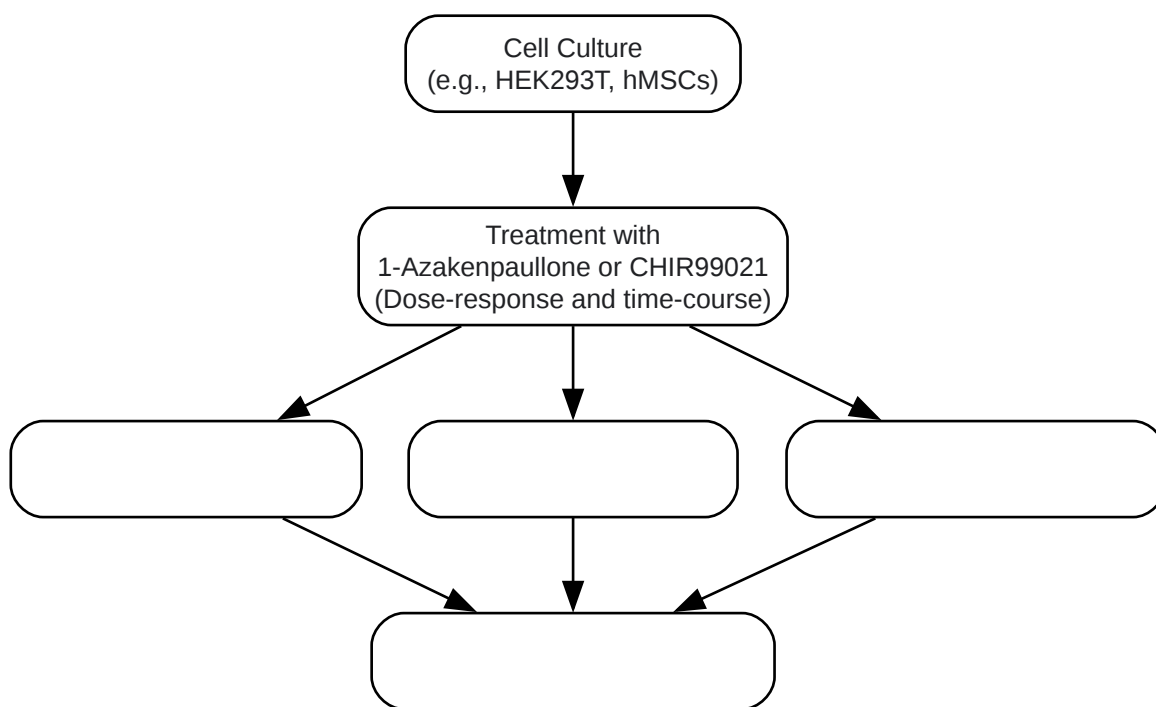 Cell Culture
(e.g., HEK293T, hMSCs)
Treatment with
1-Azakenpaullone or CHIR99021
(Dose-response and time-course)